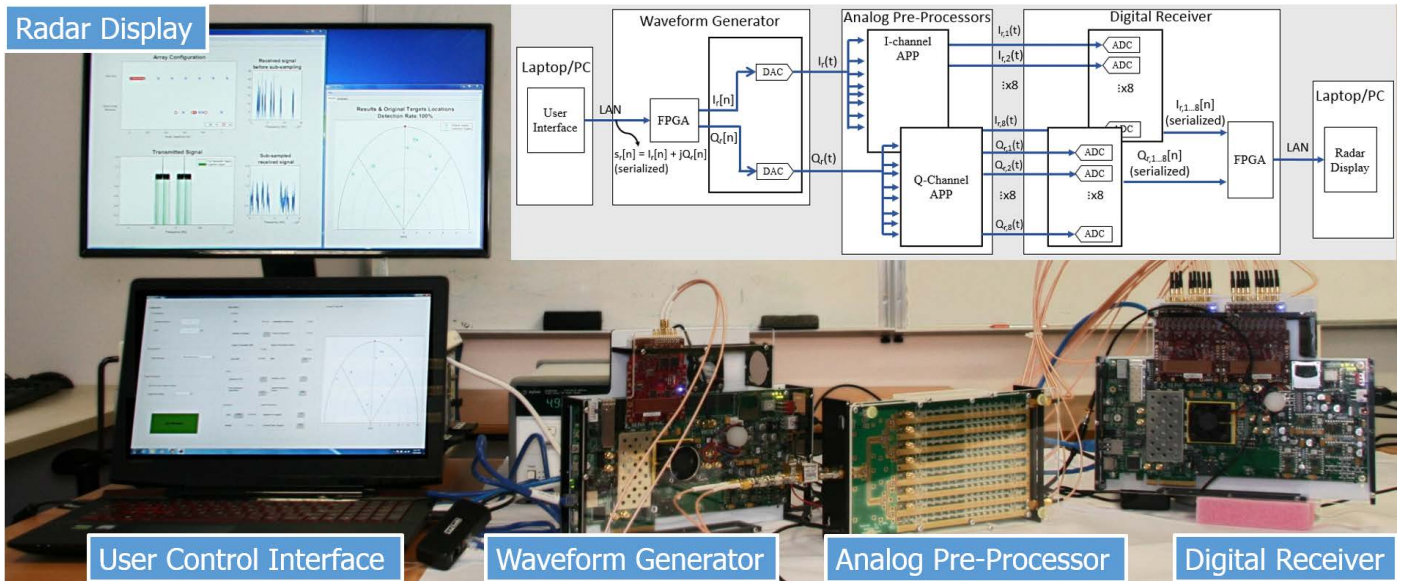 Radar Display
Array Configuration
Received signal
before sub-sampling
Transmitted Signal
Sub-sampled
received signal
Results & Original Targets Locations
Detection Rate: 100%
Laptop/PC
User
Interface
LAN
Waveform Generator
FPGA
Iᵣ[n]
Qᵣ[n]
sᵣ[n] = Iᵣ[n] + jQᵣ[n]
(serialized)
DAC
DAC
Iᵣ(t)
Qᵣ(t)
Analog Pre-Processors
I-channel
APP
Q-Channel
APP
Iᵣ,₁(t)
Iᵣ,₂(t)
⋮x8
Iᵣ,₈(t)
Qᵣ,₁(t)
Qᵣ,₂(t)
⋮x8
Qᵣ,₈(t)
Digital Receiver
ADC
ADC
⋮x8
ADC
ADC
ADC
⋮x8
ADC
Iᵣ,₁…₈[n]
(serialized)
Qᵣ,₁…₈[n]
(serialized)
FPGA
LAN
Laptop/PC
Radar
Display
User Control Interface
Waveform Generator
Analog Pre-Processor
Digital Receiver